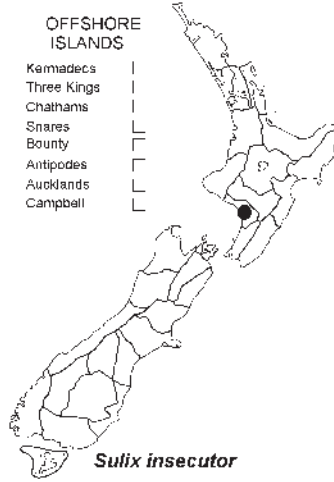 OFFSHORE
ISLANDS
Kermadecs
Three Kings
Chathams
Snares
Bounty
Antipodes
Aucklands
Campbell
Sulix insecutor